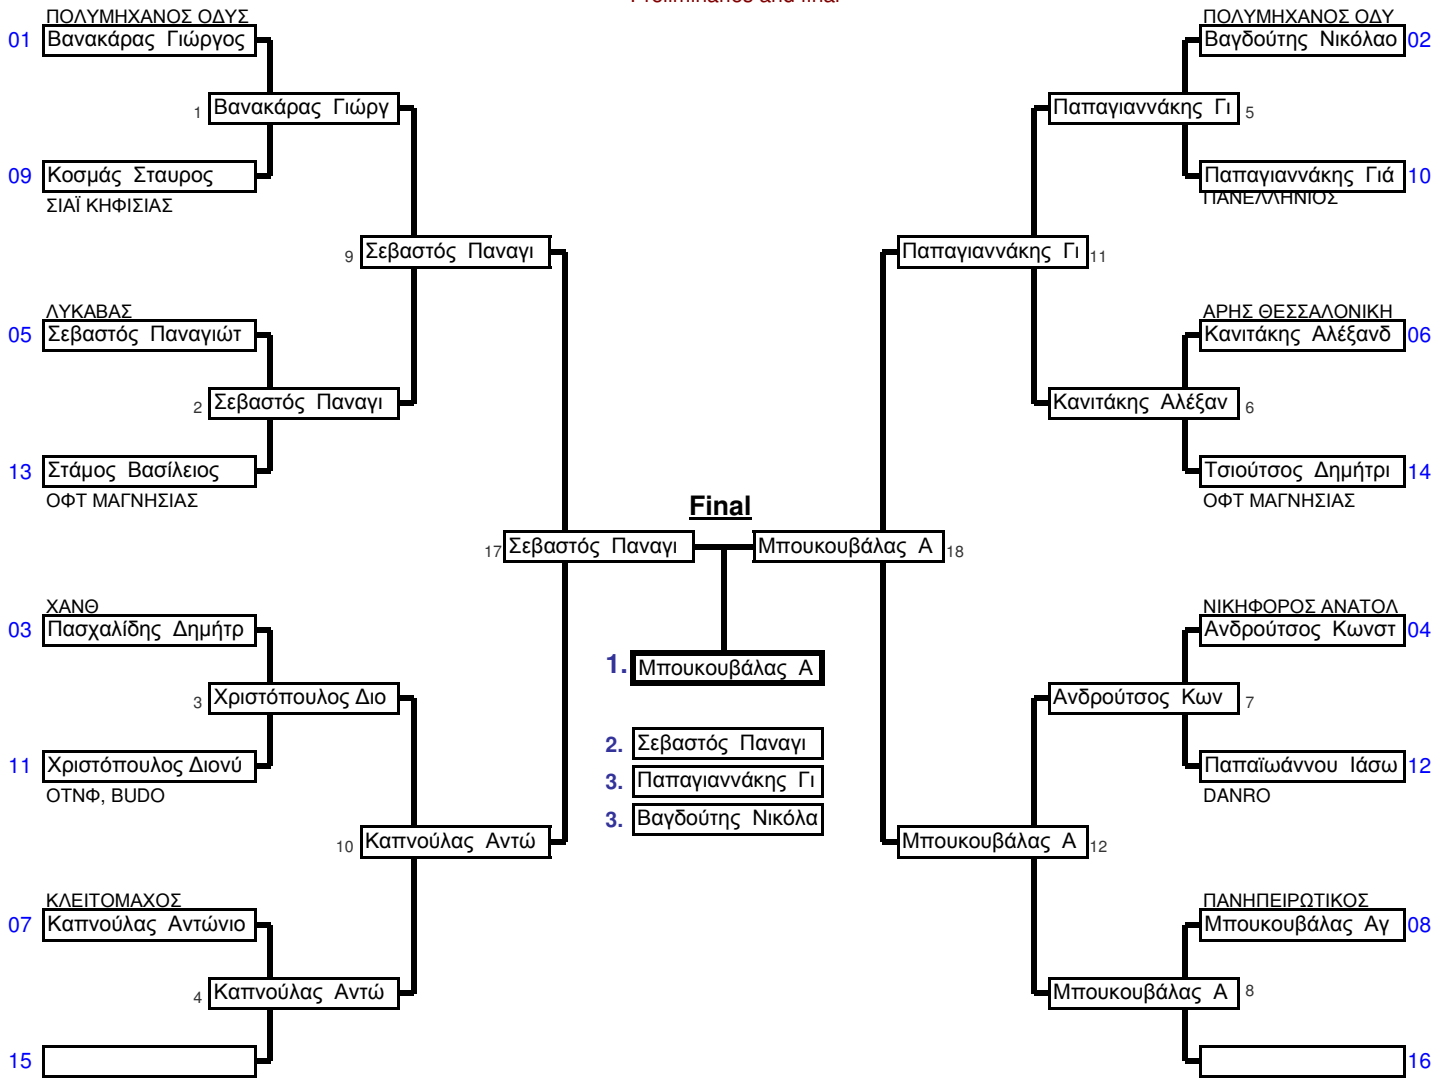 Preliminaries and final
ΠΟΛΥΜΗΧΑΝΟΣ ΟΔΥΣ
01 Βανακάρας Γιώργος
1 Βανακάρας Γιώργ
09 Κοσμάς Σταυρος
ΣΙΑΪ ΚΗΦΙΣΙΑΣ
9 Σεβαστός Παναγι
ΛΥΚΑΒΑΣ
05 Σεβαστός Παναγιώτ
2 Σεβαστός Παναγι
13 Στάμος Βασίλειος
ΟΦΤ ΜΑΓΝΗΣΙΑΣ
17 Σεβαστός Παναγι
ΧΑΝΘ
03 Πασχαλίδης Δημήτρ
3 Χριστόπουλος Διο
11 Χριστόπουλος Διονύ
ΟΤΝΦ, BUDO
10 Καπνούλας Αντώ
ΚΛΕΙΤΟΜΑΧΟΣ
07 Καπνούλας Αντώνιο
4 Καπνούλας Αντώ
15
Final
1. Μπουκουβάλας Α
2. Σεβαστός Παναγι
3. Παπαγιαννάκης Γι
3. Βαγδούτης Νικόλα
ΠΟΛΥΜΗΧΑΝΟΣ ΟΔΥ
Βαγδούτης Νικόλαο 02
Παπαγιαννάκης Γι 5
Παπαγιαννάκης Γιά 10
ΠΑΝΕΛΛΗΝΙΟΣ
Παπαγιαννάκης Γι 11
ΑΡΗΣ ΘΕΣΣΑΛΟΝΙΚΗ
Κανιτάκης Αλέξανδ 06
Κανιτάκης Αλέξαν 6
Τσιούτσος Δημήτρι 14
ΟΦΤ ΜΑΓΝΗΣΙΑΣ
Μπουκουβάλας Α 18
ΝΙΚΗΦΟΡΟΣ ΑΝΑΤΟΛ
Ανδρούτσος Κωνστ 04
Ανδρούτσος Κων 7
Παπαϊωάννου Ιάσω 12
DANRO
Μπουκουβάλας Α 12
ΠΑΝΗΠΕΙΡΩΤΙΚΟΣ
Μπουκουβάλας Αγ 08
Μπουκουβάλας Α 8
16